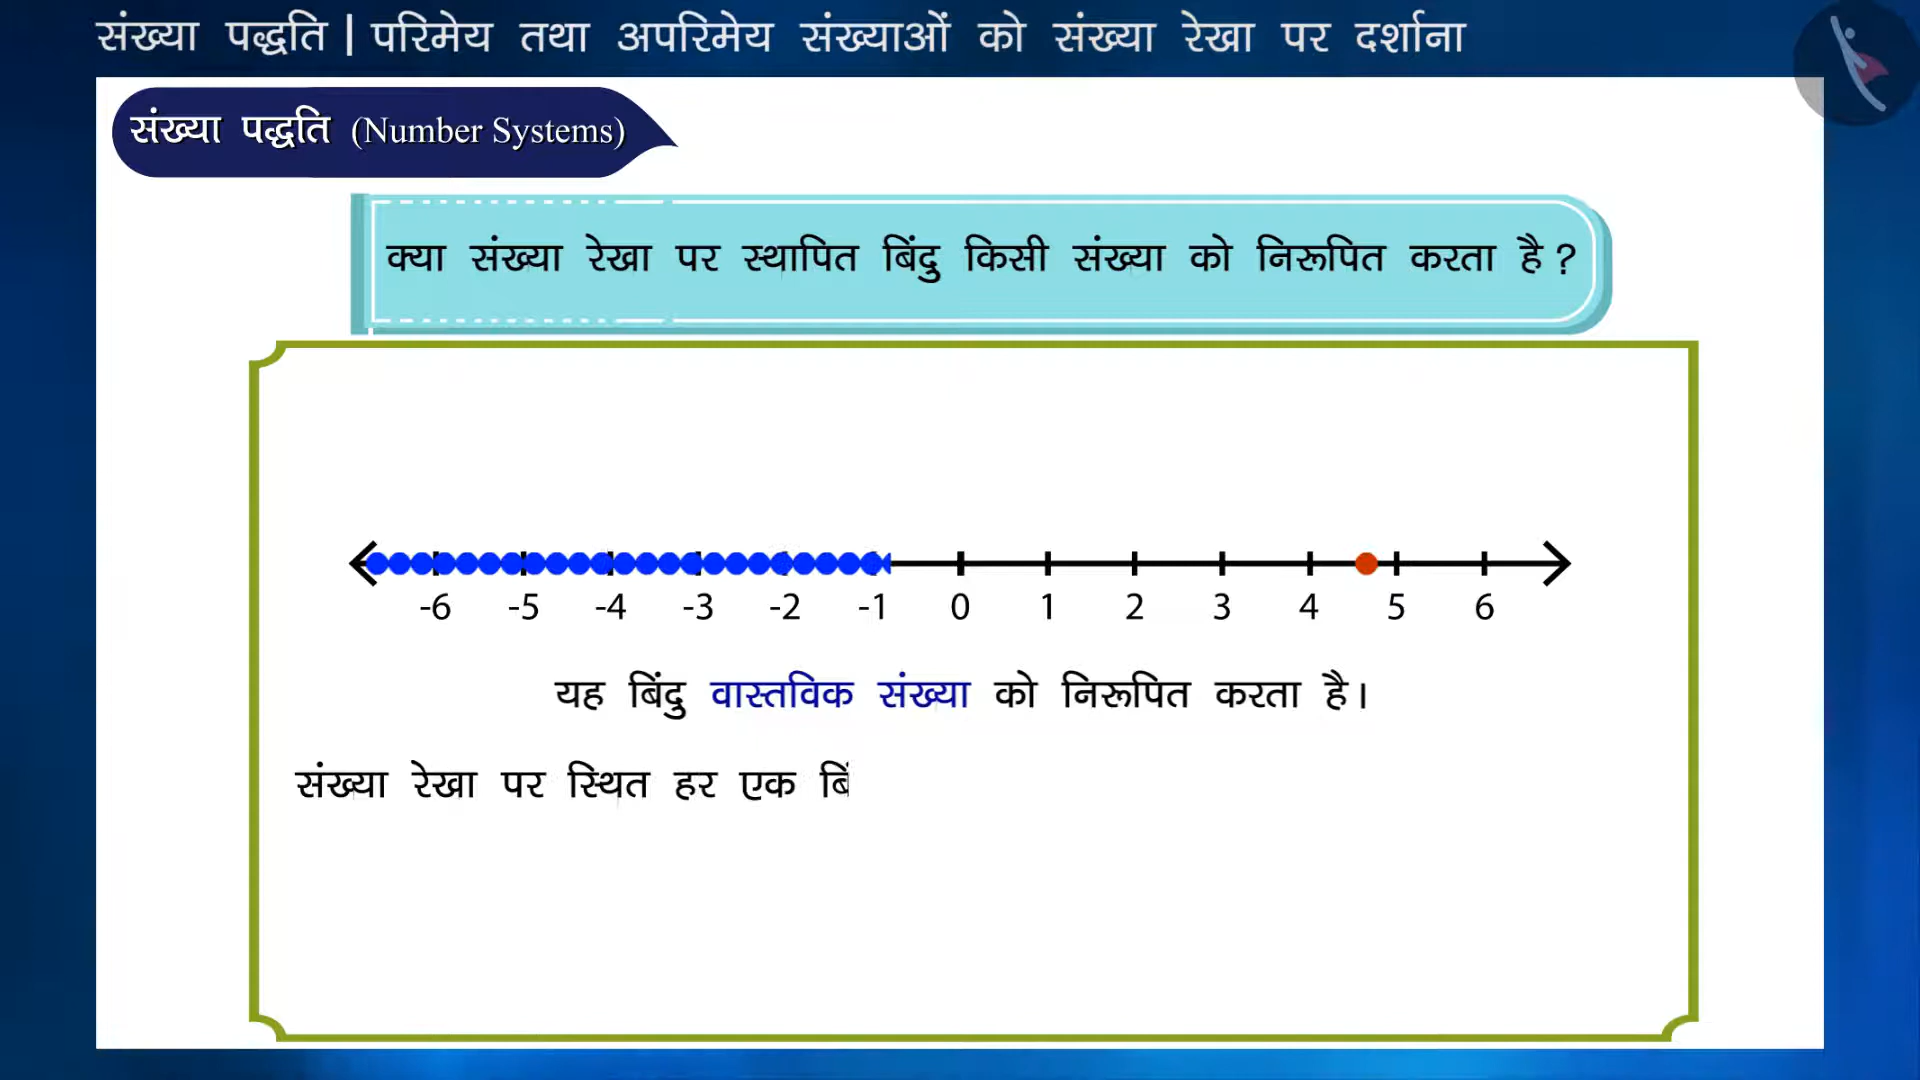 संख्या पद्धति | परिमेय तथा अपरिमेय संख्याओं को संख्या रेखा पर दर्शाना
संख्या पद्धति (Number Systems)
क्या संख्या रेखा पर स्थापित बिंदु किसी संख्या को निरूपित करता है ?
-6 -5 -4 -3 -2 -1 0 1 2 3 4 5 6
यह बिंदु वास्तविक संख्या को निरूपित करता है।
संख्या रेखा पर स्थित हर एक